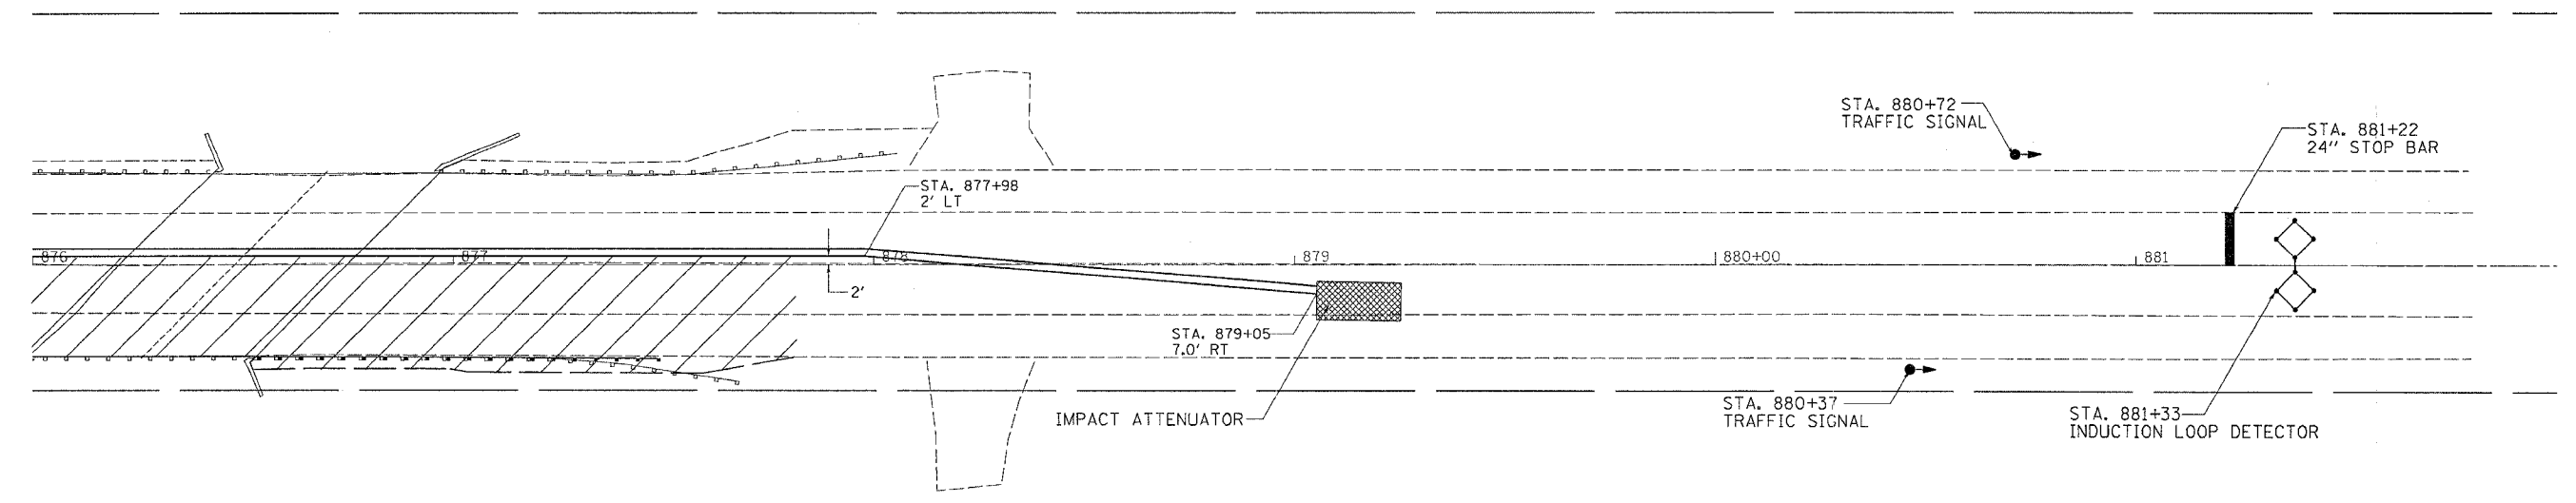 STA. 880+72
TRAFFIC SIGNAL
STA. 881+22
24" STOP BAR
STA. 877+98
2' LT
876
877
878
879
880+00
881
2'
STA. 879+05
7.0' RT
IMPACT ATTENUATOR
STA. 880+37
TRAFFIC SIGNAL
STA. 881+33
INDUCTION LOOP DETECTOR